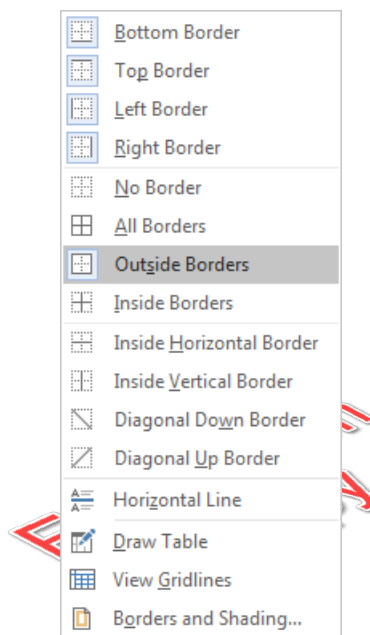 Bottom Border
Top Border
Left Border
Right Border
No Border
All Borders
Outside Borders
Inside Borders
Inside Horizontal Border
Inside Vertical Border
Diagonal Down Border
Diagonal Up Border
Horizontal Line
Draw Table
View Gridlines
Borders and Shading...